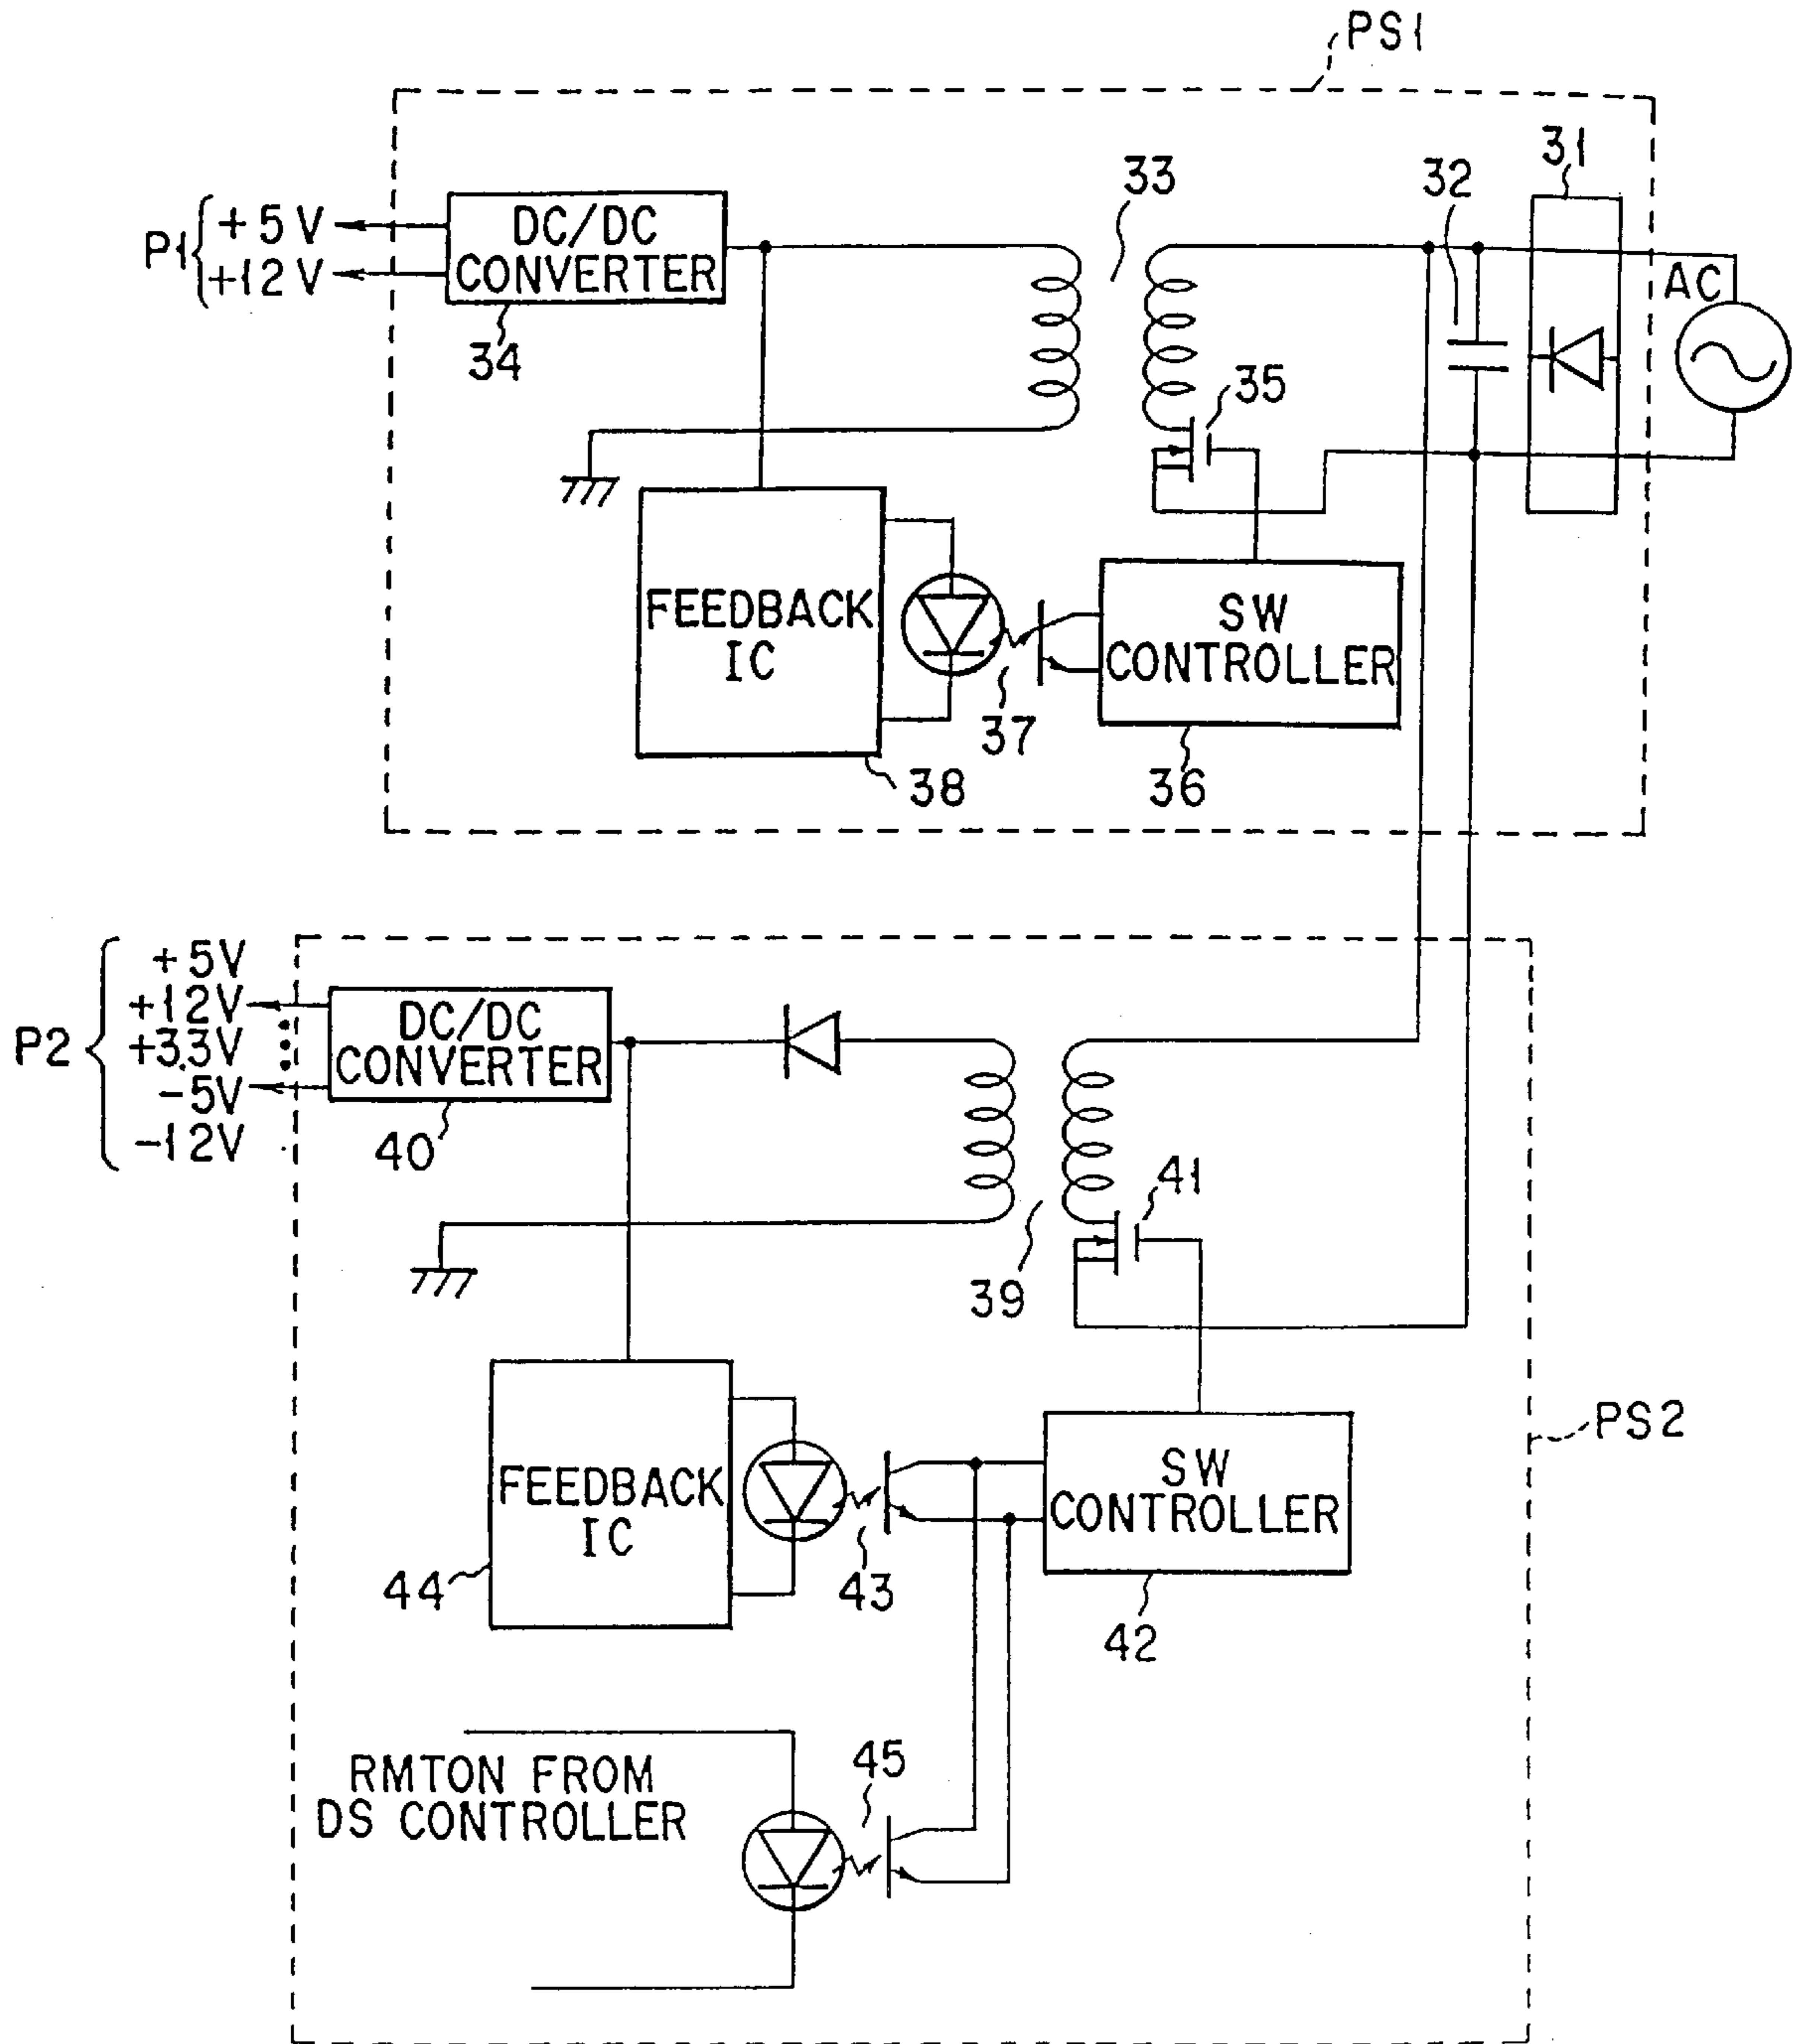 PS1
31
33
32
P1
+5V
+12V
DC/DC
CONVERTER
AC
34
35
FEEDBACK
IC
SW
CONTROLLER
37
38
36
P2
+5V
+12V
+3.3V
-5V
-12V
DC/DC
CONVERTER
40
41
39
PS2
FEEDBACK
IC
SW
CONTROLLER
44
43
42
RMTON FROM
DS CONTROLLER
45